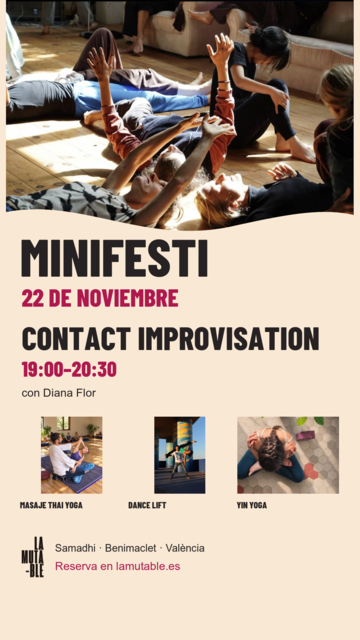 MINIFESTI
22 DE NOVIEMBRE
CONTACT IMPROVISATION
19:00–20:30
con Diana Flor
MASAJE THAI YOGA
DANCE LIFT
YIN YOGA
LA
MUTA
-BLE
Samadhi · Benimaclet · València
Reserva en lamutable.es